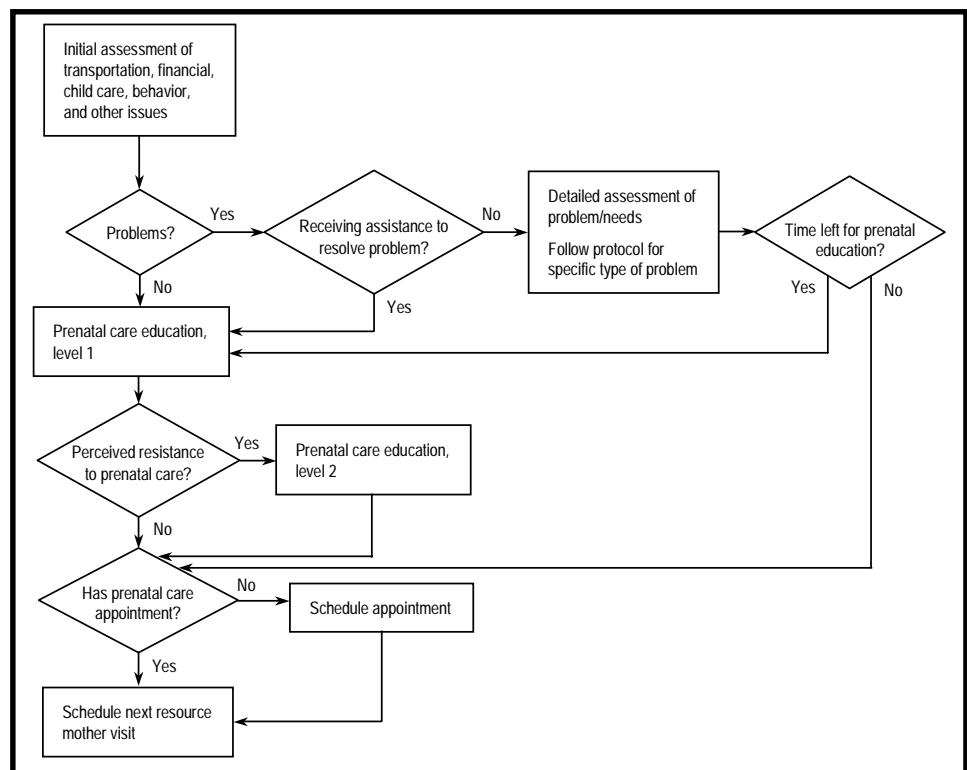 Initial assessment of
transportation, financial,
child care, behavior,
and other issues
Problems?
Yes
No
Receiving assistance to
resolve problem?
No
Yes
Detailed assessment of
problem/needs
Follow protocol for
specific type of problem
Time left for prenatal
education?
Yes
No
Prenatal care education,
level 1
Perceived resistance
to prenatal care?
Yes
No
Prenatal care education,
level 2
Has prenatal care
appointment?
No
Yes
Schedule appointment
Schedule next resource
mother visit